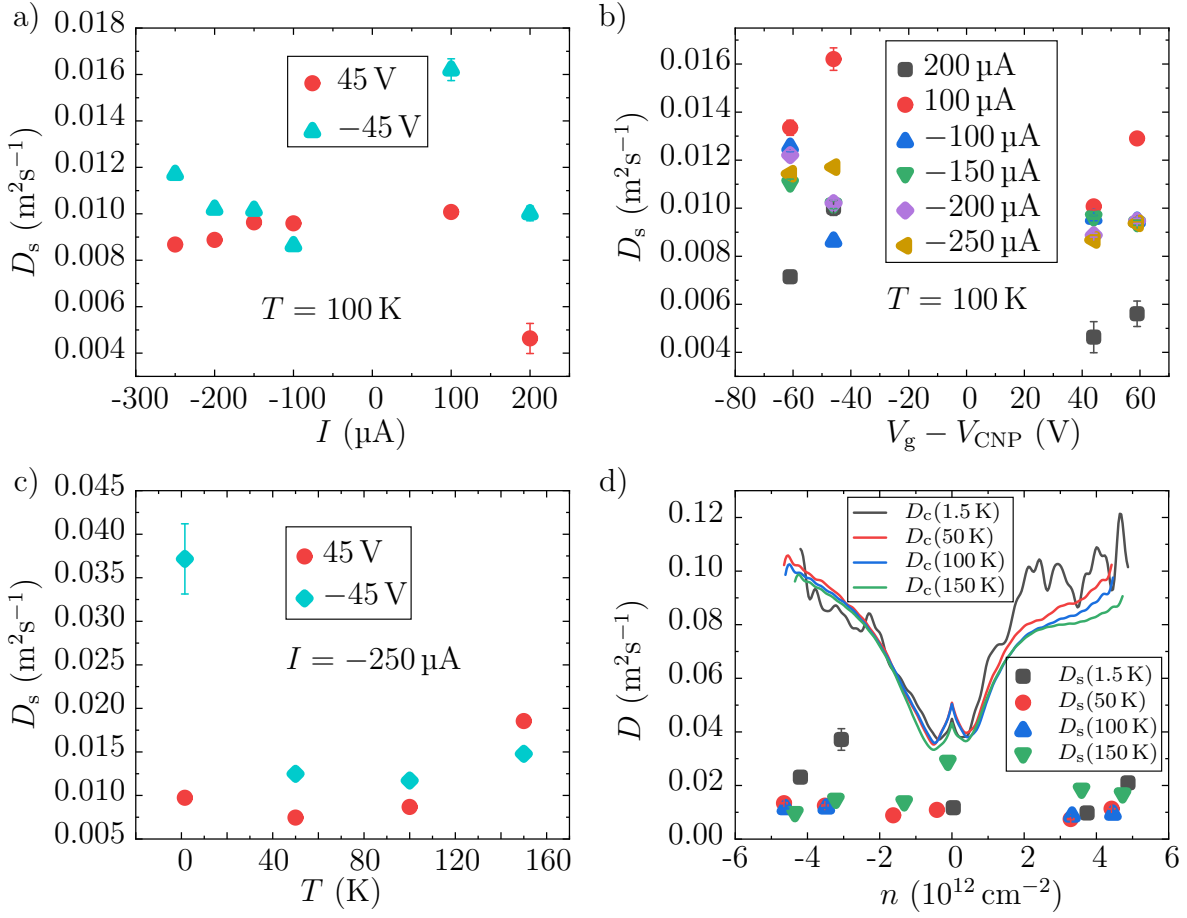 a)
0.018
0.016
0.014
0.012
0.010
0.008
0.006
0.004
Dₛ (m²s⁻¹)
45 V
−45 V
T = 100 K
-300 -200 -100 0 100 200
I (µA)
b)
0.016
0.014
0.012
0.010
0.008
0.006
0.004
Dₛ (m²s⁻¹)
200 µA
100 µA
−100 µA
−150 µA
−200 µA
−250 µA
T = 100 K
-80 -60 -40 -20 0 20 40 60
V_g − V_CNP (V)
c)
0.045
0.040
0.035
0.030
0.025
0.020
0.015
0.010
0.005
Dₛ (m²s⁻¹)
45 V
−45 V
I = −250 µA
0 40 80 120 160
T (K)
d)
0.12
0.10
0.08
0.06
0.04
0.02
0.00
D (m²s⁻¹)
D_c(1.5 K)
D_c(50 K)
D_c(100 K)
D_c(150 K)
Dₛ(1.5 K)
Dₛ(50 K)
Dₛ(100 K)
Dₛ(150 K)
-6 -4 -2 0 2 4 6
n (10¹² cm⁻²)